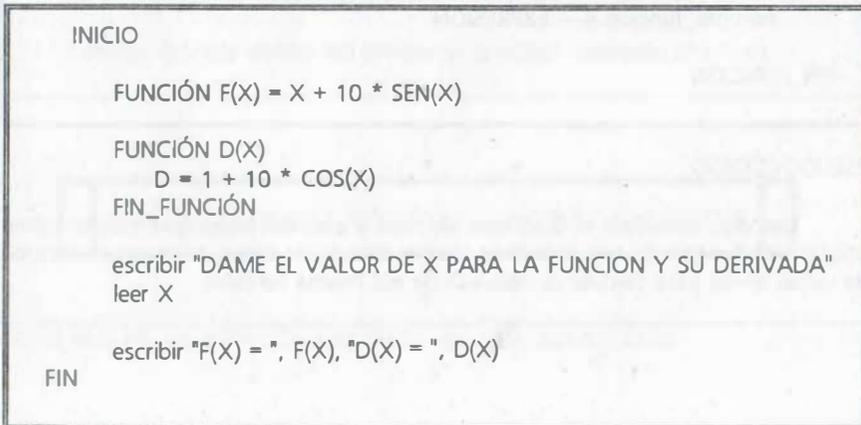 INICIO
FUNCIÓN F(X) = X + 10 * SEN(X)
FUNCIÓN D(X)
D = 1 + 10 * COS(X)
FIN_FUNCIÓN
escribir "DAME EL VALOR DE X PARA LA FUNCION Y SU DERIVADA"
leer X
escribir "F(X) = ", F(X), "D(X) = ", D(X)
FIN